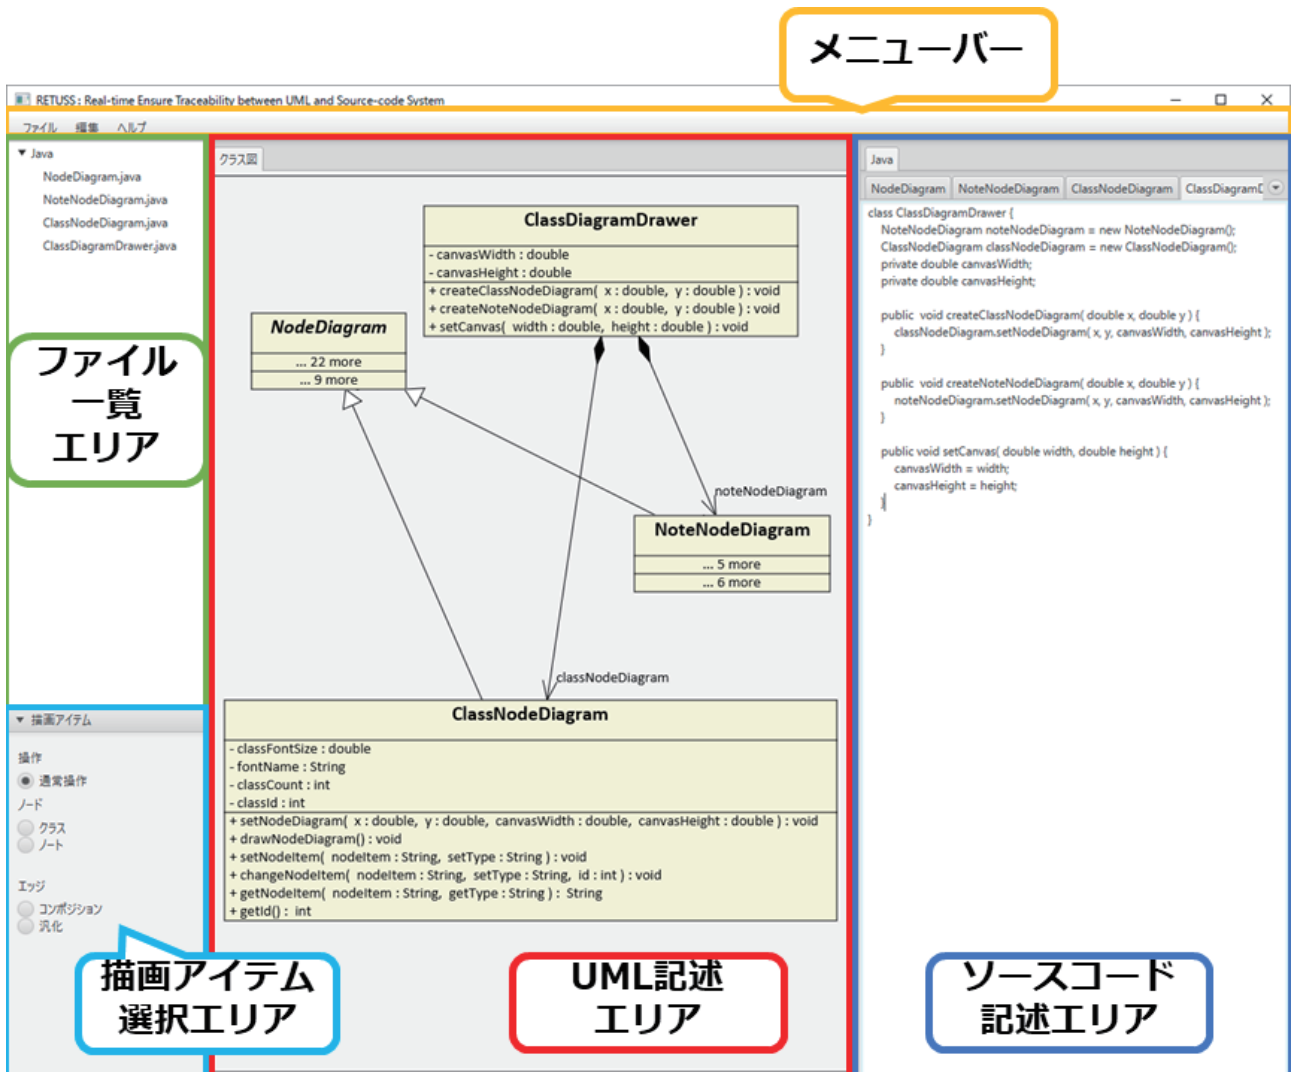 メニューバー
RETUSS : Real-time Ensure Traceability between UML and Source-code System
ファイル 編集 ヘルプ
Java
NodeDiagram.java
NoteNodeDiagram.java
ClassNodeDiagram.java
ClassDiagramDrawer.java
ファイル
一覧
エリア
描画アイテム
操作
通常操作
ノード
クラス
ノート
エッジ
コンポジション
汎化
描画アイテム
選択エリア
クラス図
ClassDiagramDrawer
- canvasWidth : double
- canvasHeight : double
+ createClassNodeDiagram( x : double, y : double ) : void
+ createNoteNodeDiagram( x : double, y : double ) : void
+ setCanvas( width : double, height : double ) : void
NodeDiagram
... 22 more
... 9 more
noteNodeDiagram
NoteNodeDiagram
... 5 more
... 6 more
classNodeDiagram
ClassNodeDiagram
- classFontSize : double
- fontName : String
- classCount : int
- classId : int
+ setNodeDiagram( x : double, y : double, canvasWidth : double, canvasHeight : double ) : void
+ drawNodeDiagram() : void
+ setNodeItem( nodeItem : String, setType : String ) : void
+ changeNodeItem( nodeItem : String, setType : String, id : int ) : void
+ getNodeItem( nodeItem : String, getType : String ) : String
+ getId() : int
UML記述
エリア
Java
NodeDiagram NoteNodeDiagram ClassNodeDiagram ClassDiagramD
class ClassDiagramDrawer {
NoteNodeDiagram noteNodeDiagram = new NoteNodeDiagram();
ClassNodeDiagram classNodeDiagram = new ClassNodeDiagram();
private double canvasWidth;
private double canvasHeight;
public void createClassNodeDiagram( double x, double y ) {
classNodeDiagram.setNodeDiagram( x, y, canvasWidth, canvasHeight );
}
public void createNoteNodeDiagram( double x, double y ) {
noteNodeDiagram.setNodeDiagram( x, y, canvasWidth, canvasHeight );
}
public void setCanvas( double width, double height ) {
canvasWidth = width;
canvasHeight = height;
}
}
ソースコード
記述エリア